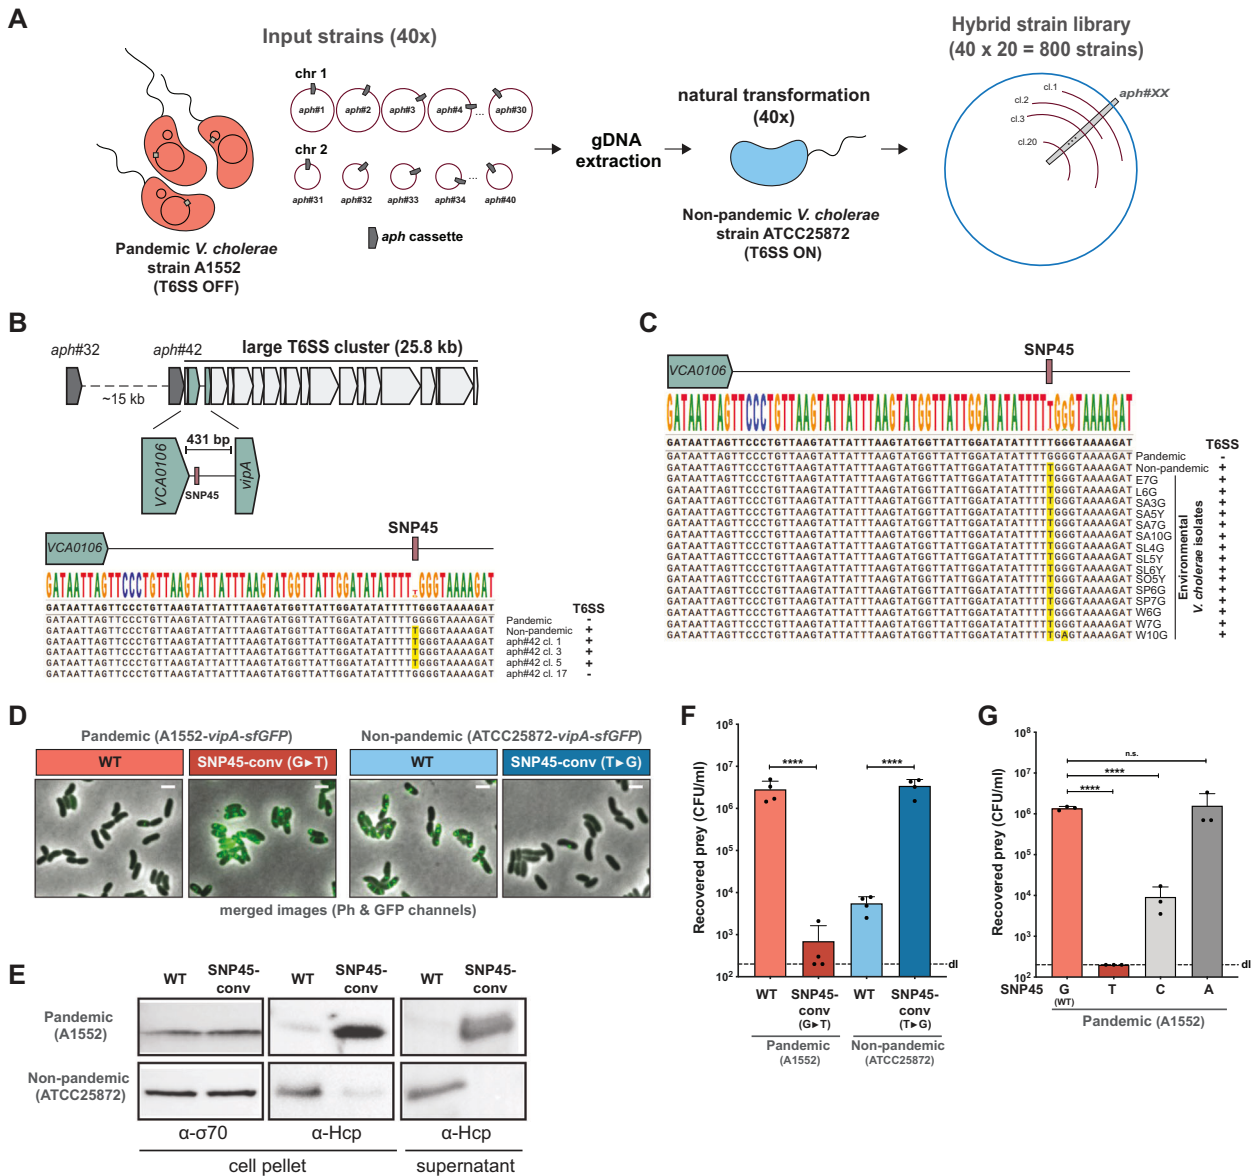 A
Input strains (40x)
Hybrid strain library
(40 x 20 = 800 strains)
chr 1
aph#1
aph#2
aph#3
aph#4
...
aph#30
chr 2
...
aph#31
aph#32
aph#33
aph#34
aph#40
aph cassette
Pandemic V. cholerae
strain A1552
(T6SS OFF)
gDNA
extraction
natural transformation
(40x)
Non-pandemic V. cholerae
strain ATCC25872
(T6SS ON)
cl.1
cl.2
cl.3
cl.20
aph#XX
B
aph#32
aph#42
large T6SS cluster (25.8 kb)
~15 kb
431 bp
VCA0106
SNP45
vipA
SNP45
VCA0106
GATAATTAGTTCCCTGTTAAGTATTATTTAAGTATGGTTATTGGATATATTTTTGGGTAAAAGAT
GATAATTAGTTCCCTGTTAAGTATTATTTAAGTATGGTTATTGGATATATTTTTGGGGTAAAAGAT T6SS
Pandemic -
Non-pandemic +
aph#42 cl. 1 +
aph#42 cl. 3 +
aph#42 cl. 5 +
aph#42 cl. 17 -
C
SNP45
VCA0106
T6SS
Pandemic -
Non-pandemic +
E7G +
L6G +
SA3G +
SA5Y +
SA7G +
SA10G +
SL4G +
SL5Y +
SL6Y +
SO5Y +
SP6G +
SP7G +
W6G +
W7G +
W10G +
Environmental
V. cholerae isolates
D
Pandemic (A1552-vipA-sfGFP)
Non-pandemic (ATCC25872-vipA-sfGFP)
WT
SNP45-conv (G▸T)
WT
SNP45-conv (T▸G)
merged images (Ph & GFP channels)
E
WT
SNP45-
conv
WT
SNP45-
conv
WT
SNP45-
conv
Pandemic
(A1552)
Non-pandemic
(ATCC25872)
α-σ70
α-Hcp
α-Hcp
cell pellet
supernatant
F
Recovered prey (CFU/ml)
10⁸
10⁷
10⁶
10⁵
10⁴
10³
10²
****
****
dl
WT
SNP45-
conv
(G▸T)
WT
SNP45-
conv
(T▸G)
Pandemic
(A1552)
Non-pandemic
(ATCC25872)
G
Recovered prey (CFU/ml)
10⁸
10⁷
10⁶
10⁵
10⁴
10³
10²
n.s.
****
****
dl
SNP45 G T C A
(WT)
Pandemic (A1552)